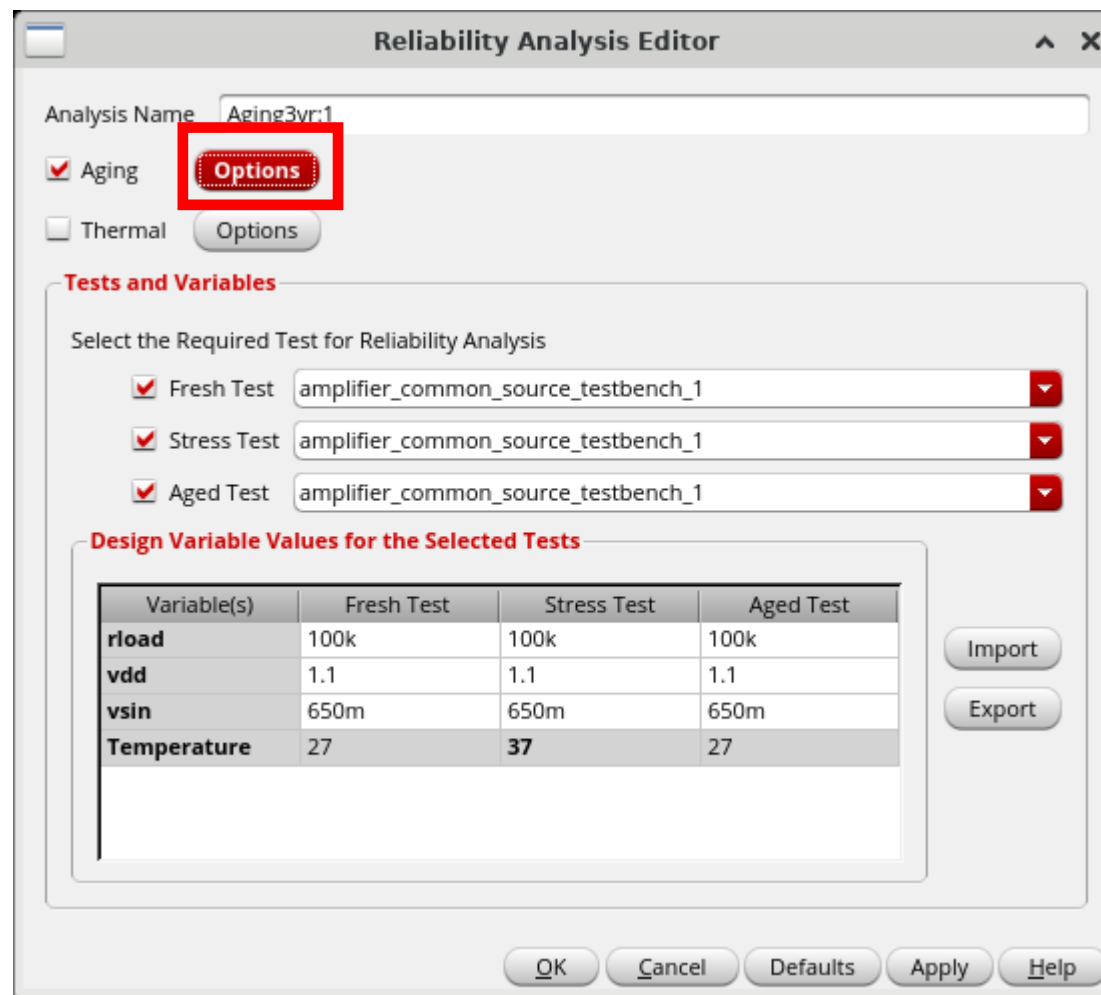 Reliability Analysis Editor
Analysis Name Aging3yr:1
Aging Options
Thermal Options
Tests and Variables
Select the Required Test for Reliability Analysis
Fresh Test amplifier_common_source_testbench_1
Stress Test amplifier_common_source_testbench_1
Aged Test amplifier_common_source_testbench_1
Design Variable Values for the Selected Tests
Variable(s) Fresh Test Stress Test Aged Test
rload 100k 100k 100k
vdd 1.1 1.1 1.1
vsin 650m 650m 650m
Temperature 27 37 27
Import
Export
OK Cancel Defaults Apply Help